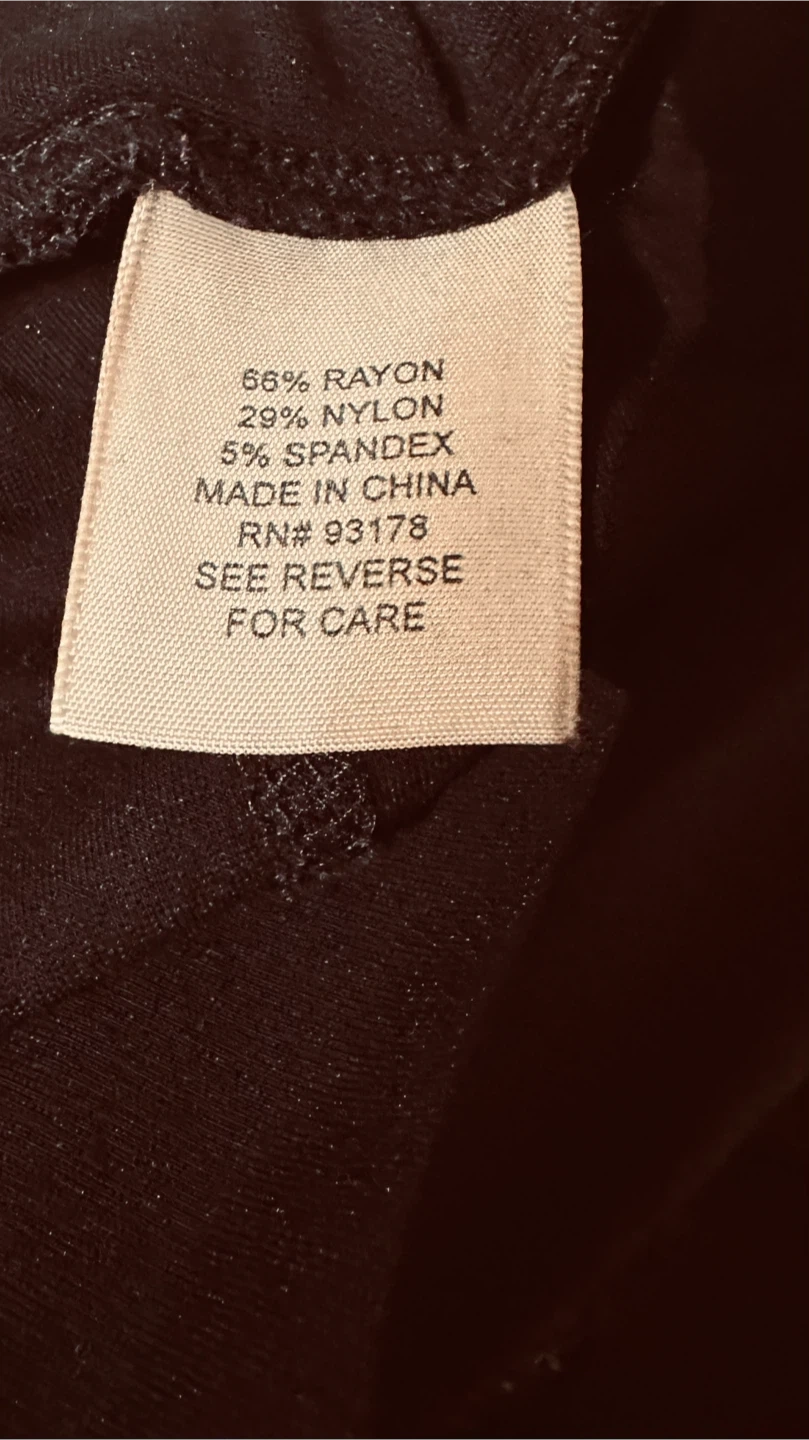 66% RAYON
29% NYLON
5% SPANDEX
MADE IN CHINA
RN# 93178
SEE REVERSE
FOR CARE